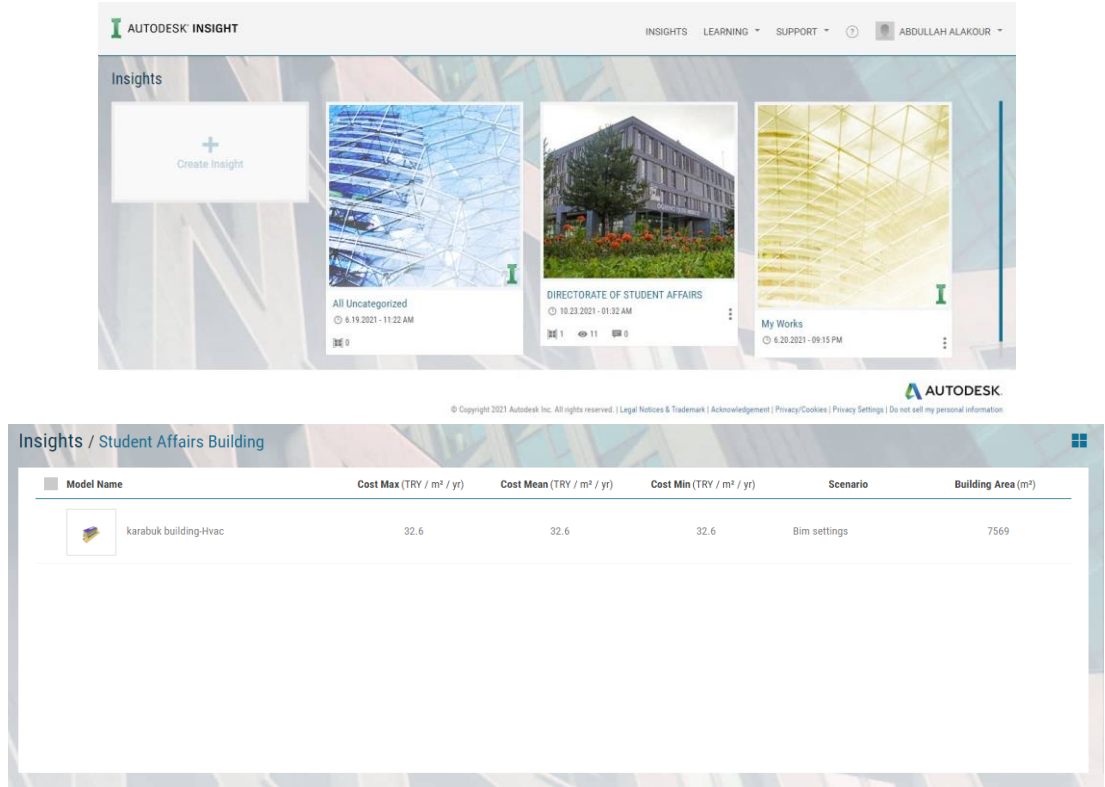 AUTODESK® INSIGHT
INSIGHTS LEARNING SUPPORT ? ABDULLAH ALAKOUR
Insights
Create Insight
All Uncategorized
6.19.2021 - 11:22 AM
0
DIRECTORATE OF STUDENT AFFAIRS
10.23.2021 - 01:32 AM
1 11 0
My Works
6.20.2021 - 09:15 PM
AUTODESK.
© Copyright 2021 Autodesk Inc. All rights reserved. | Legal Notices & Trademark | Acknowledgement | Privacy/Cookies | Privacy Settings | Do not sell my personal information
Insights / Student Affairs Building
Model Name Cost Max (TRY / m² / yr) Cost Mean (TRY / m² / yr) Cost Min (TRY / m² / yr) Scenario Building Area (m²)
karabuk building-Hvac 32.6 32.6 32.6 Bim settings 7569